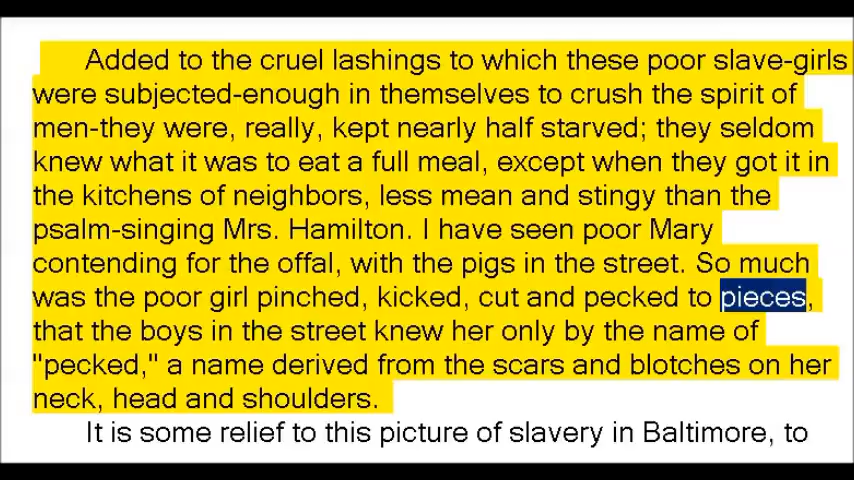 Added to the cruel lashings to which these poor slave-girls
were subjected-enough in themselves to crush the spirit of
men-they were, really, kept nearly half starved; they seldom
knew what it was to eat a full meal, except when they got it in
the kitchens of neighbors, less mean and stingy than the
psalm-singing Mrs. Hamilton. I have seen poor Mary
contending for the offal, with the pigs in the street. So much
was the poor girl pinched, kicked, cut and pecked to pieces,
that the boys in the street knew her only by the name of
"pecked," a name derived from the scars and blotches on her
neck, head and shoulders.
It is some relief to this picture of slavery in Baltimore, to